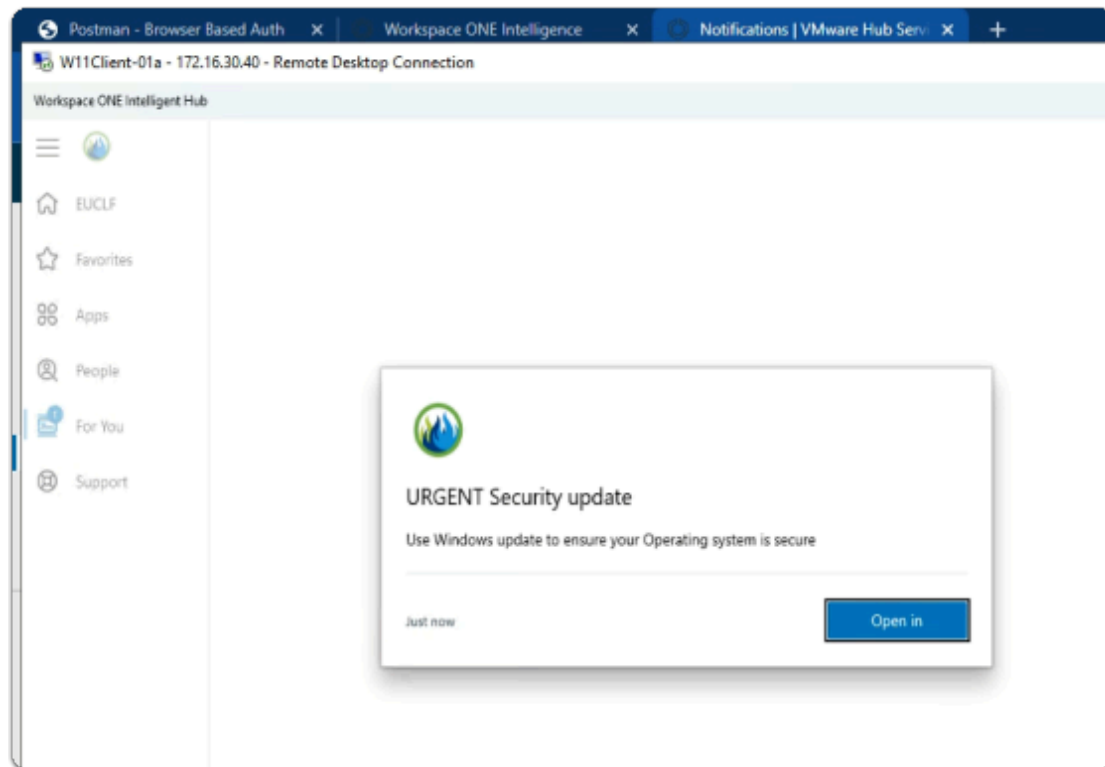 Postman - Browser Based Auth
Workspace ONE Intelligence
Notifications | VMware Hub Servi
W11Client-01a - 172.16.30.40 - Remote Desktop Connection
Workspace ONE Intelligent Hub
EUCLF
Favorites
Apps
People
1
For You
Support
URGENT Security update
Use Windows update to ensure your Operating system is secure
Just now
Open in